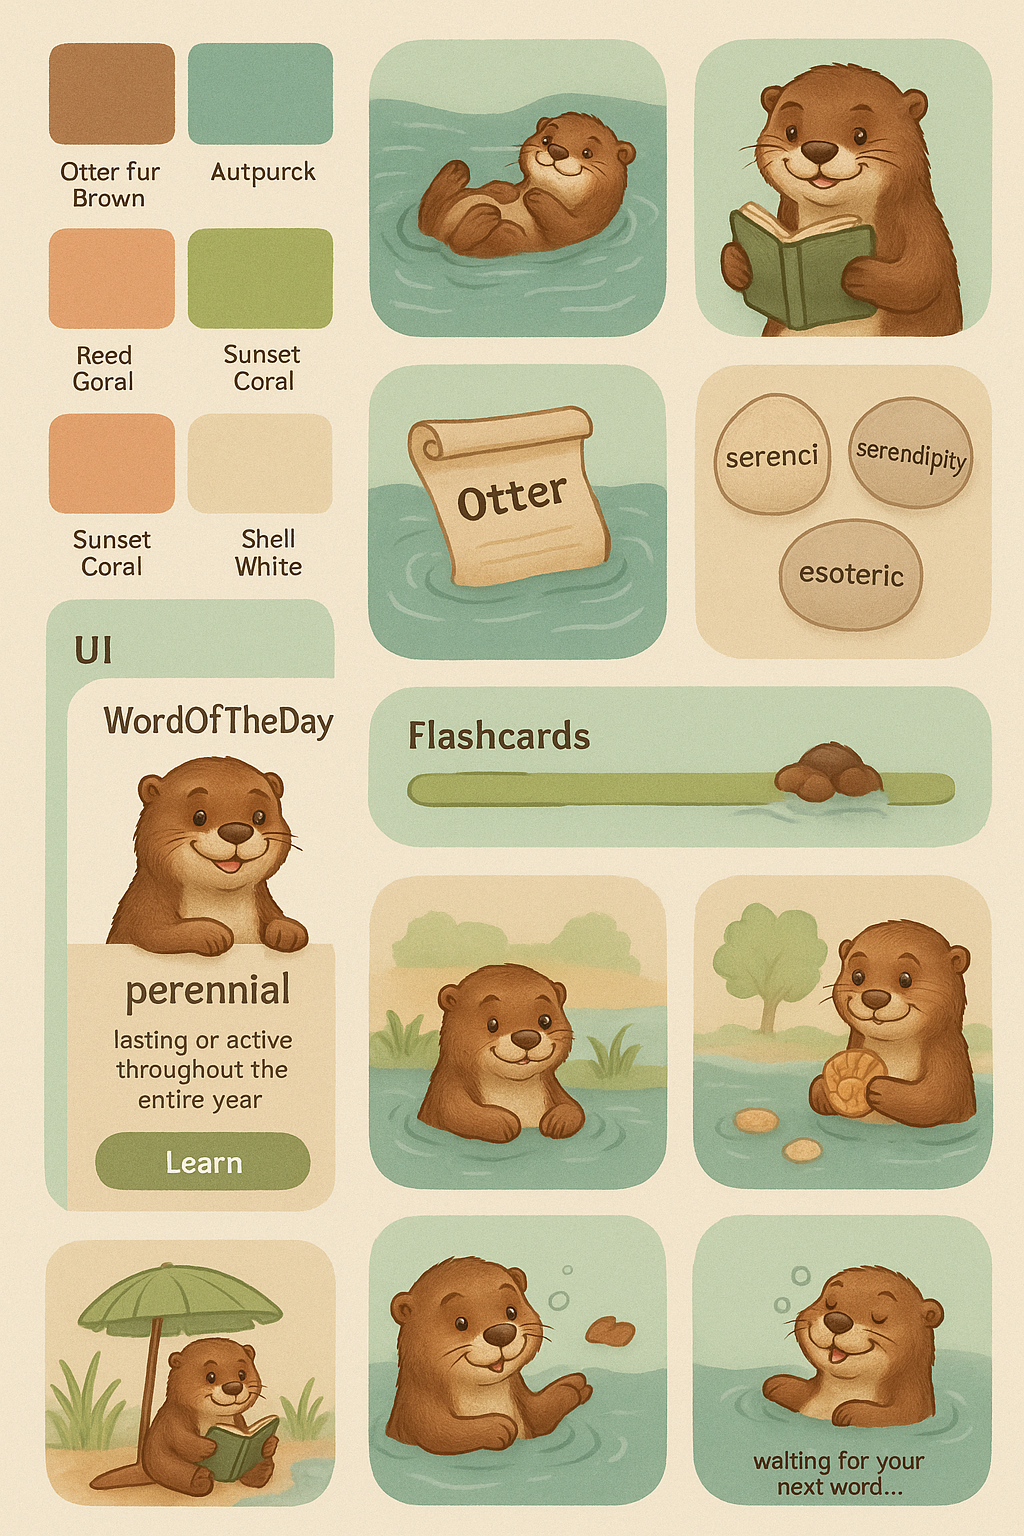 Otter fur
Brown
Autpurck
Reed
Goral
Sunset
Coral
Sunset
Coral
Shell
White
Otter
serenci
serendipity
esoteric
UI
WordOfTheDay
perennial
lasting or active
throughout the
entire year
Learn
Flashcards
walting for your
next word...